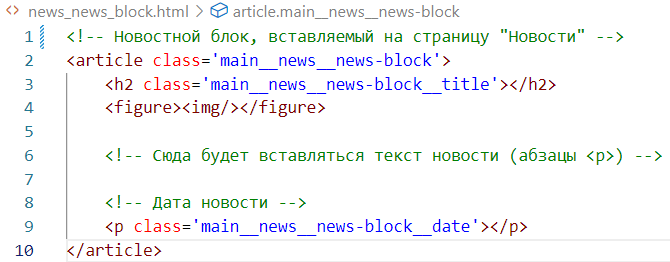 news_news_block.html > article.main__news__news-block
1 <!-- Новостной блок, вставляемый на страницу "Новости" -->
2 <article class='main__news__news-block'>
3 <h2 class='main__news__news-block__title'></h2>
4 <figure><img/></figure>
5
6 <!-- Сюда будет вставляться текст новости (абзацы <p>) -->
7
8 <!-- Дата новости -->
9 <p class='main__news__news-block__date'></p>
10 </article>